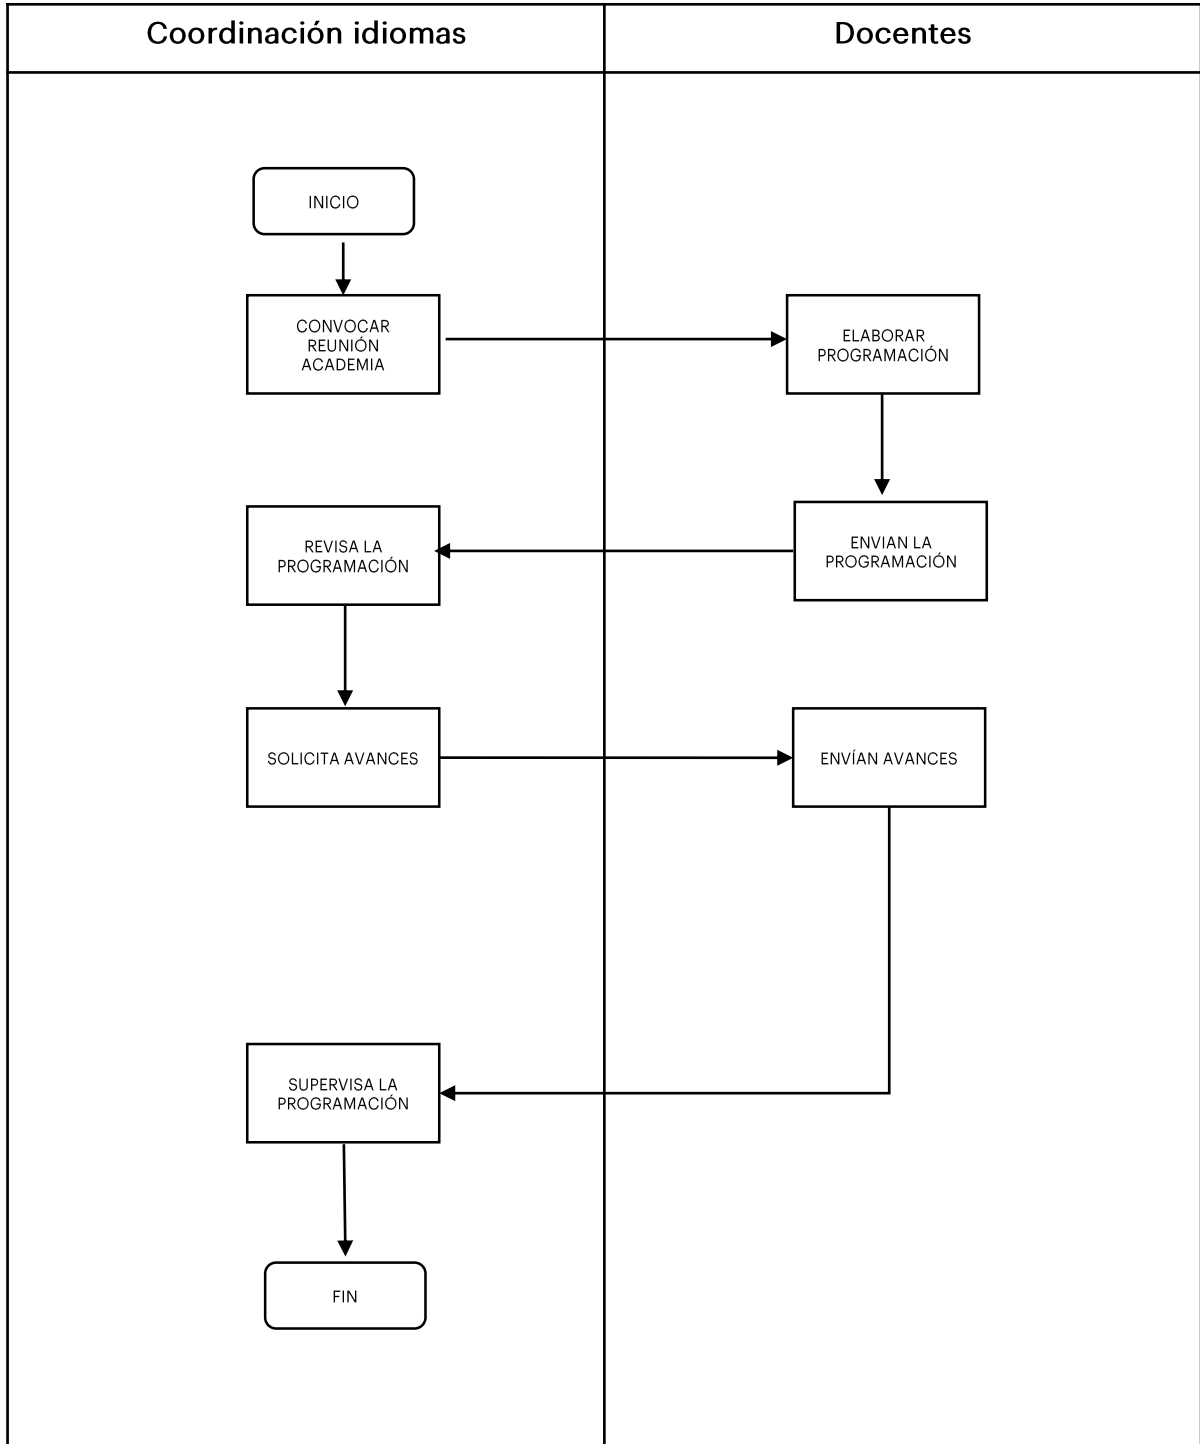 Coordinación idiomas
Docentes
INICIO
CONVOCAR
REUNIÓN
ACADEMIA
ELABORAR
PROGRAMACIÓN
ENVIAN LA
PROGRAMACIÓN
REVISA LA
PROGRAMACIÓN
SOLICITA AVANCES
ENVÍAN AVANCES
SUPERVISA LA
PROGRAMACIÓN
FIN